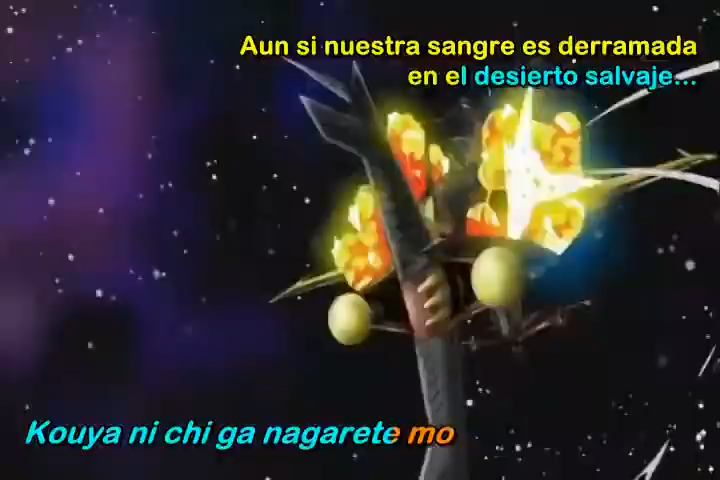 Aun si nuestra sangre es derramada
en el desierto salvaje...
Kouya ni chi ga nagarete mo